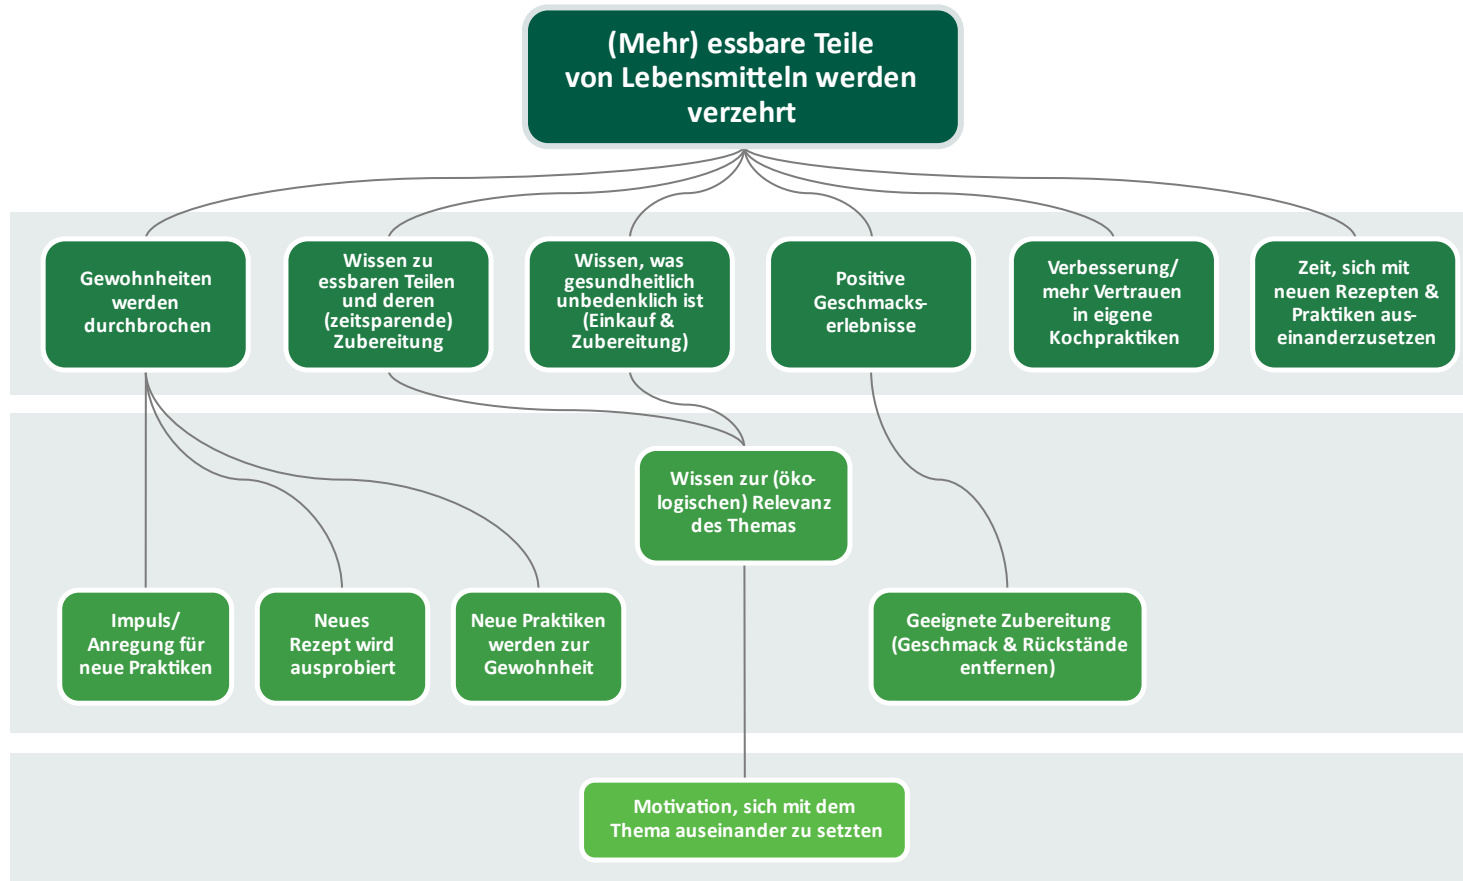 (Mehr) essbare Teile
von Lebensmitteln werden
verzehrt
Gewohnheiten
werden
durchbrochen
Wissen zu
essbaren Teilen
und deren
(zeitsparende)
Zubereitung
Wissen, was
gesundheitlich
unbedenklich ist
(Einkauf &
Zubereitung)
Positive
Geschmacks-
erlebnisse
Verbesserung/
mehr Vertrauen
in eigene
Kochpraktiken
Zeit, sich mit
neuen Rezepten &
Praktiken aus-
einanderzusetzen
Wissen zur (öko-
logischen) Relevanz
des Themas
Impuls/
Anregung für
neue Praktiken
Neues
Rezept wird
ausprobiert
Neue Praktiken
werden zur
Gewohnheit
Geeignete Zubereitung
(Geschmack & Rückstände
entfernen)
Motivation, sich mit dem
Thema auseinander zu setzten